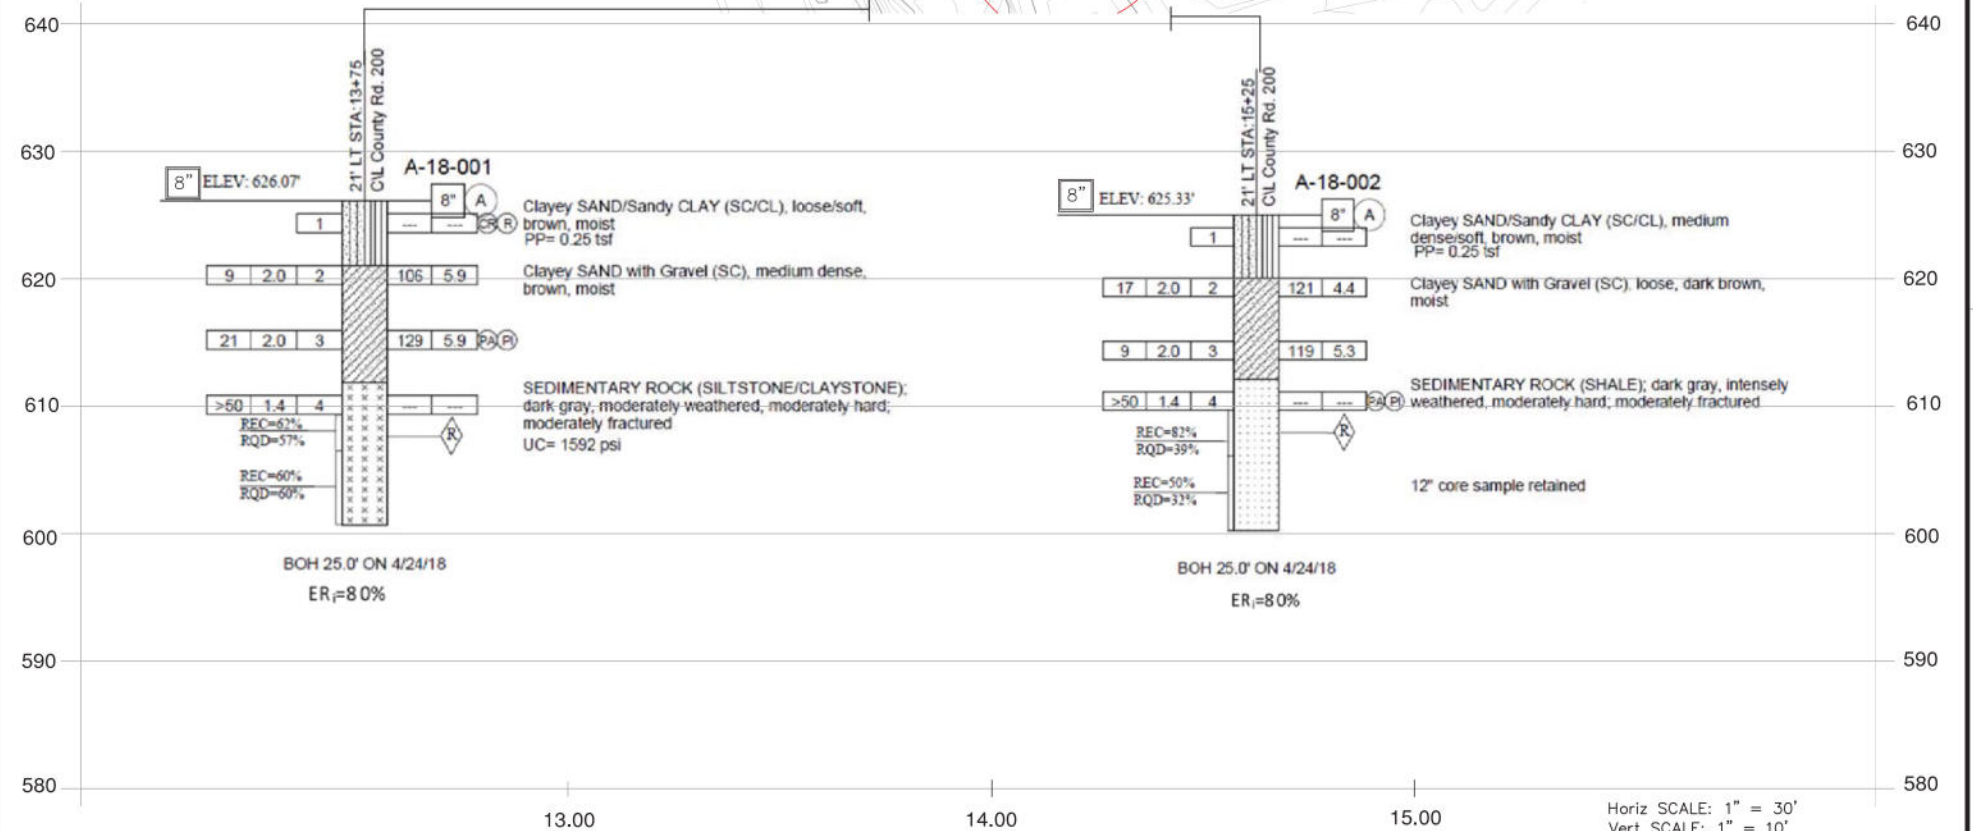 640
640
21' LT STA:13+75
C\L County Rd. 200
21' LT STA:15+25
C\L County Rd. 200
630
630
A-18-001
8" ELEV: 626.07'
8" A
Clayey SAND/Sandy CLAY (SC/CL), loose/soft,
brown, moist
PP= 0.25 tsf
1 --- --- CR R
9 2.0 2 106 5.9
Clayey SAND with Gravel (SC), medium dense,
brown, moist
21 2.0 3 129 5.9 PA PI
SEDIMENTARY ROCK (SILTSTONE/CLAYSTONE);
dark gray, moderately weathered, moderately hard;
moderately fractured
UC= 1592 psi
>50 1.4 4 --- ---
REC=62%
RQD=57%
R
REC=60%
RQD=60%
BOH 25.0' ON 4/24/18
ERi=80%
A-18-002
8" ELEV: 625.33'
8" A
Clayey SAND/Sandy CLAY (SC/CL), medium
dense/soft, brown, moist
PP= 0.25 tsf
1 --- ---
17 2.0 2 121 4.4
Clayey SAND with Gravel (SC). loose, dark brown,
moist
9 2.0 3 119 5.3
SEDIMENTARY ROCK (SHALE); dark gray, intensely
weathered, moderately hard; moderately fractured
>50 1.4 4 --- --- PA PI
REC=82%
RQD=39%
R
REC=50%
RQD=32%
12" core sample retained
BOH 25.0' ON 4/24/18
ERi=80%
620
620
610
610
600
600
590
590
580
580
13.00
14.00
15.00
Horiz SCALE: 1" = 30'
Vert SCALE: 1" = 10'